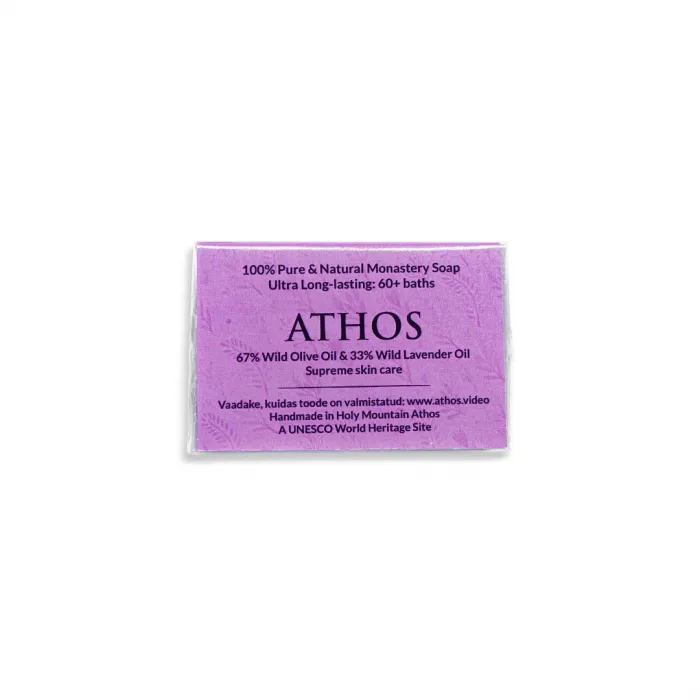 100% Pure & Natural Monastery Soap
Ultra Long-lasting: 60+ baths
ATHOS
67% Wild Olive Oil & 33% Wild Lavender Oil
Supreme skin care
Vaadake, kuidas toode on valmistatud: www.athos.video
Handmade in Holy Mountain Athos
A UNESCO World Heritage Site